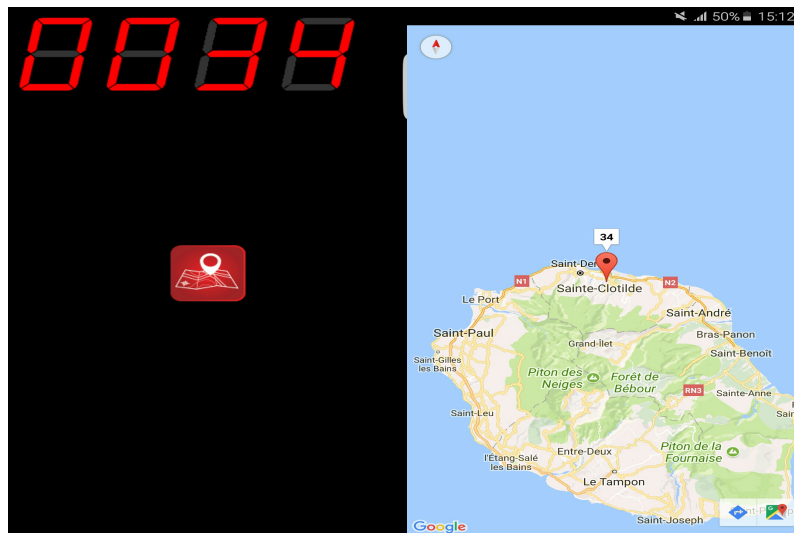 0034
50% 15:12
34
Saint-Der
Sainte-Clotilde
N1
N2
Le Port
Saint-André
Saint-Paul
Bras-Panon
Grand-Îlet
Saint-Benoît
Saint-Gilles
les Bains
Piton des
Neiges
Forêt de
Bébour
RN3
Sainte-Anne
Saint-Leu
Piton de la
Fournaise
l'Étang-Salé
les Bains
Entre-Deux
Le Tampon
Saint-Joseph
Google